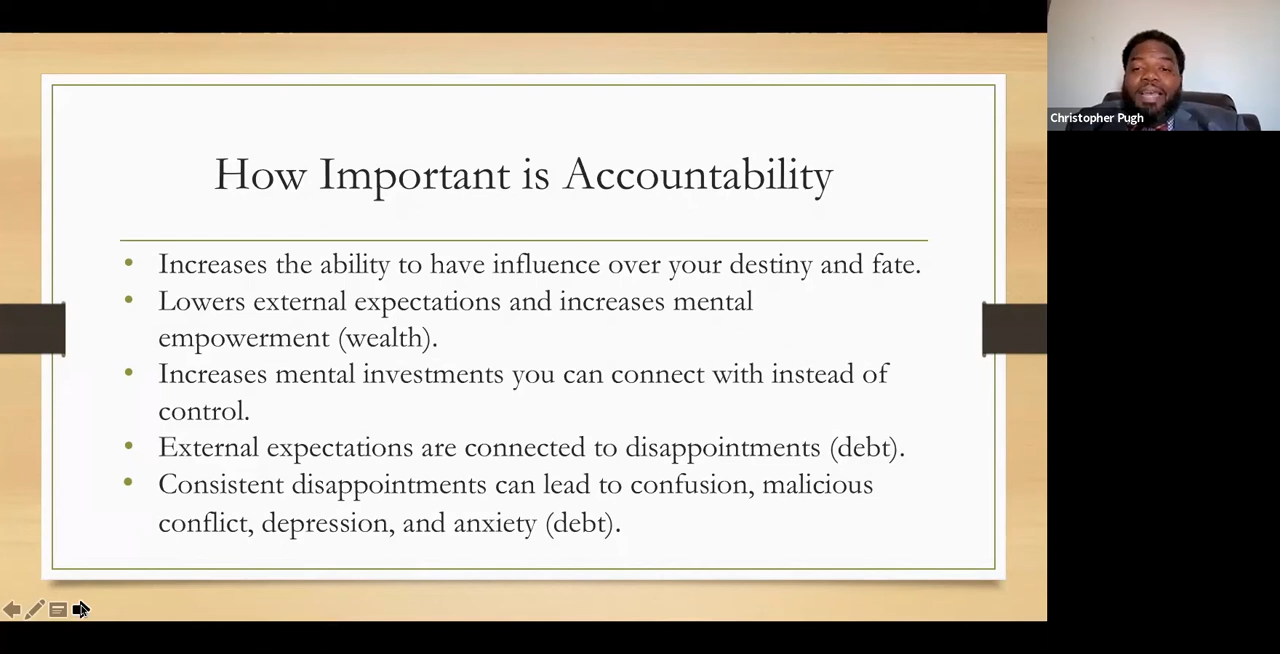 How Important is Accountability
• Increases the ability to have influence over your destiny and fate.
• Lowers external expectations and increases mental
empowerment (wealth).
• Increases mental investments you can connect with instead of
control.
• External expectations are connected to disappointments (debt).
• Consistent disappointments can lead to confusion, malicious
conflict, depression, and anxiety (debt).
Christopher Pugh